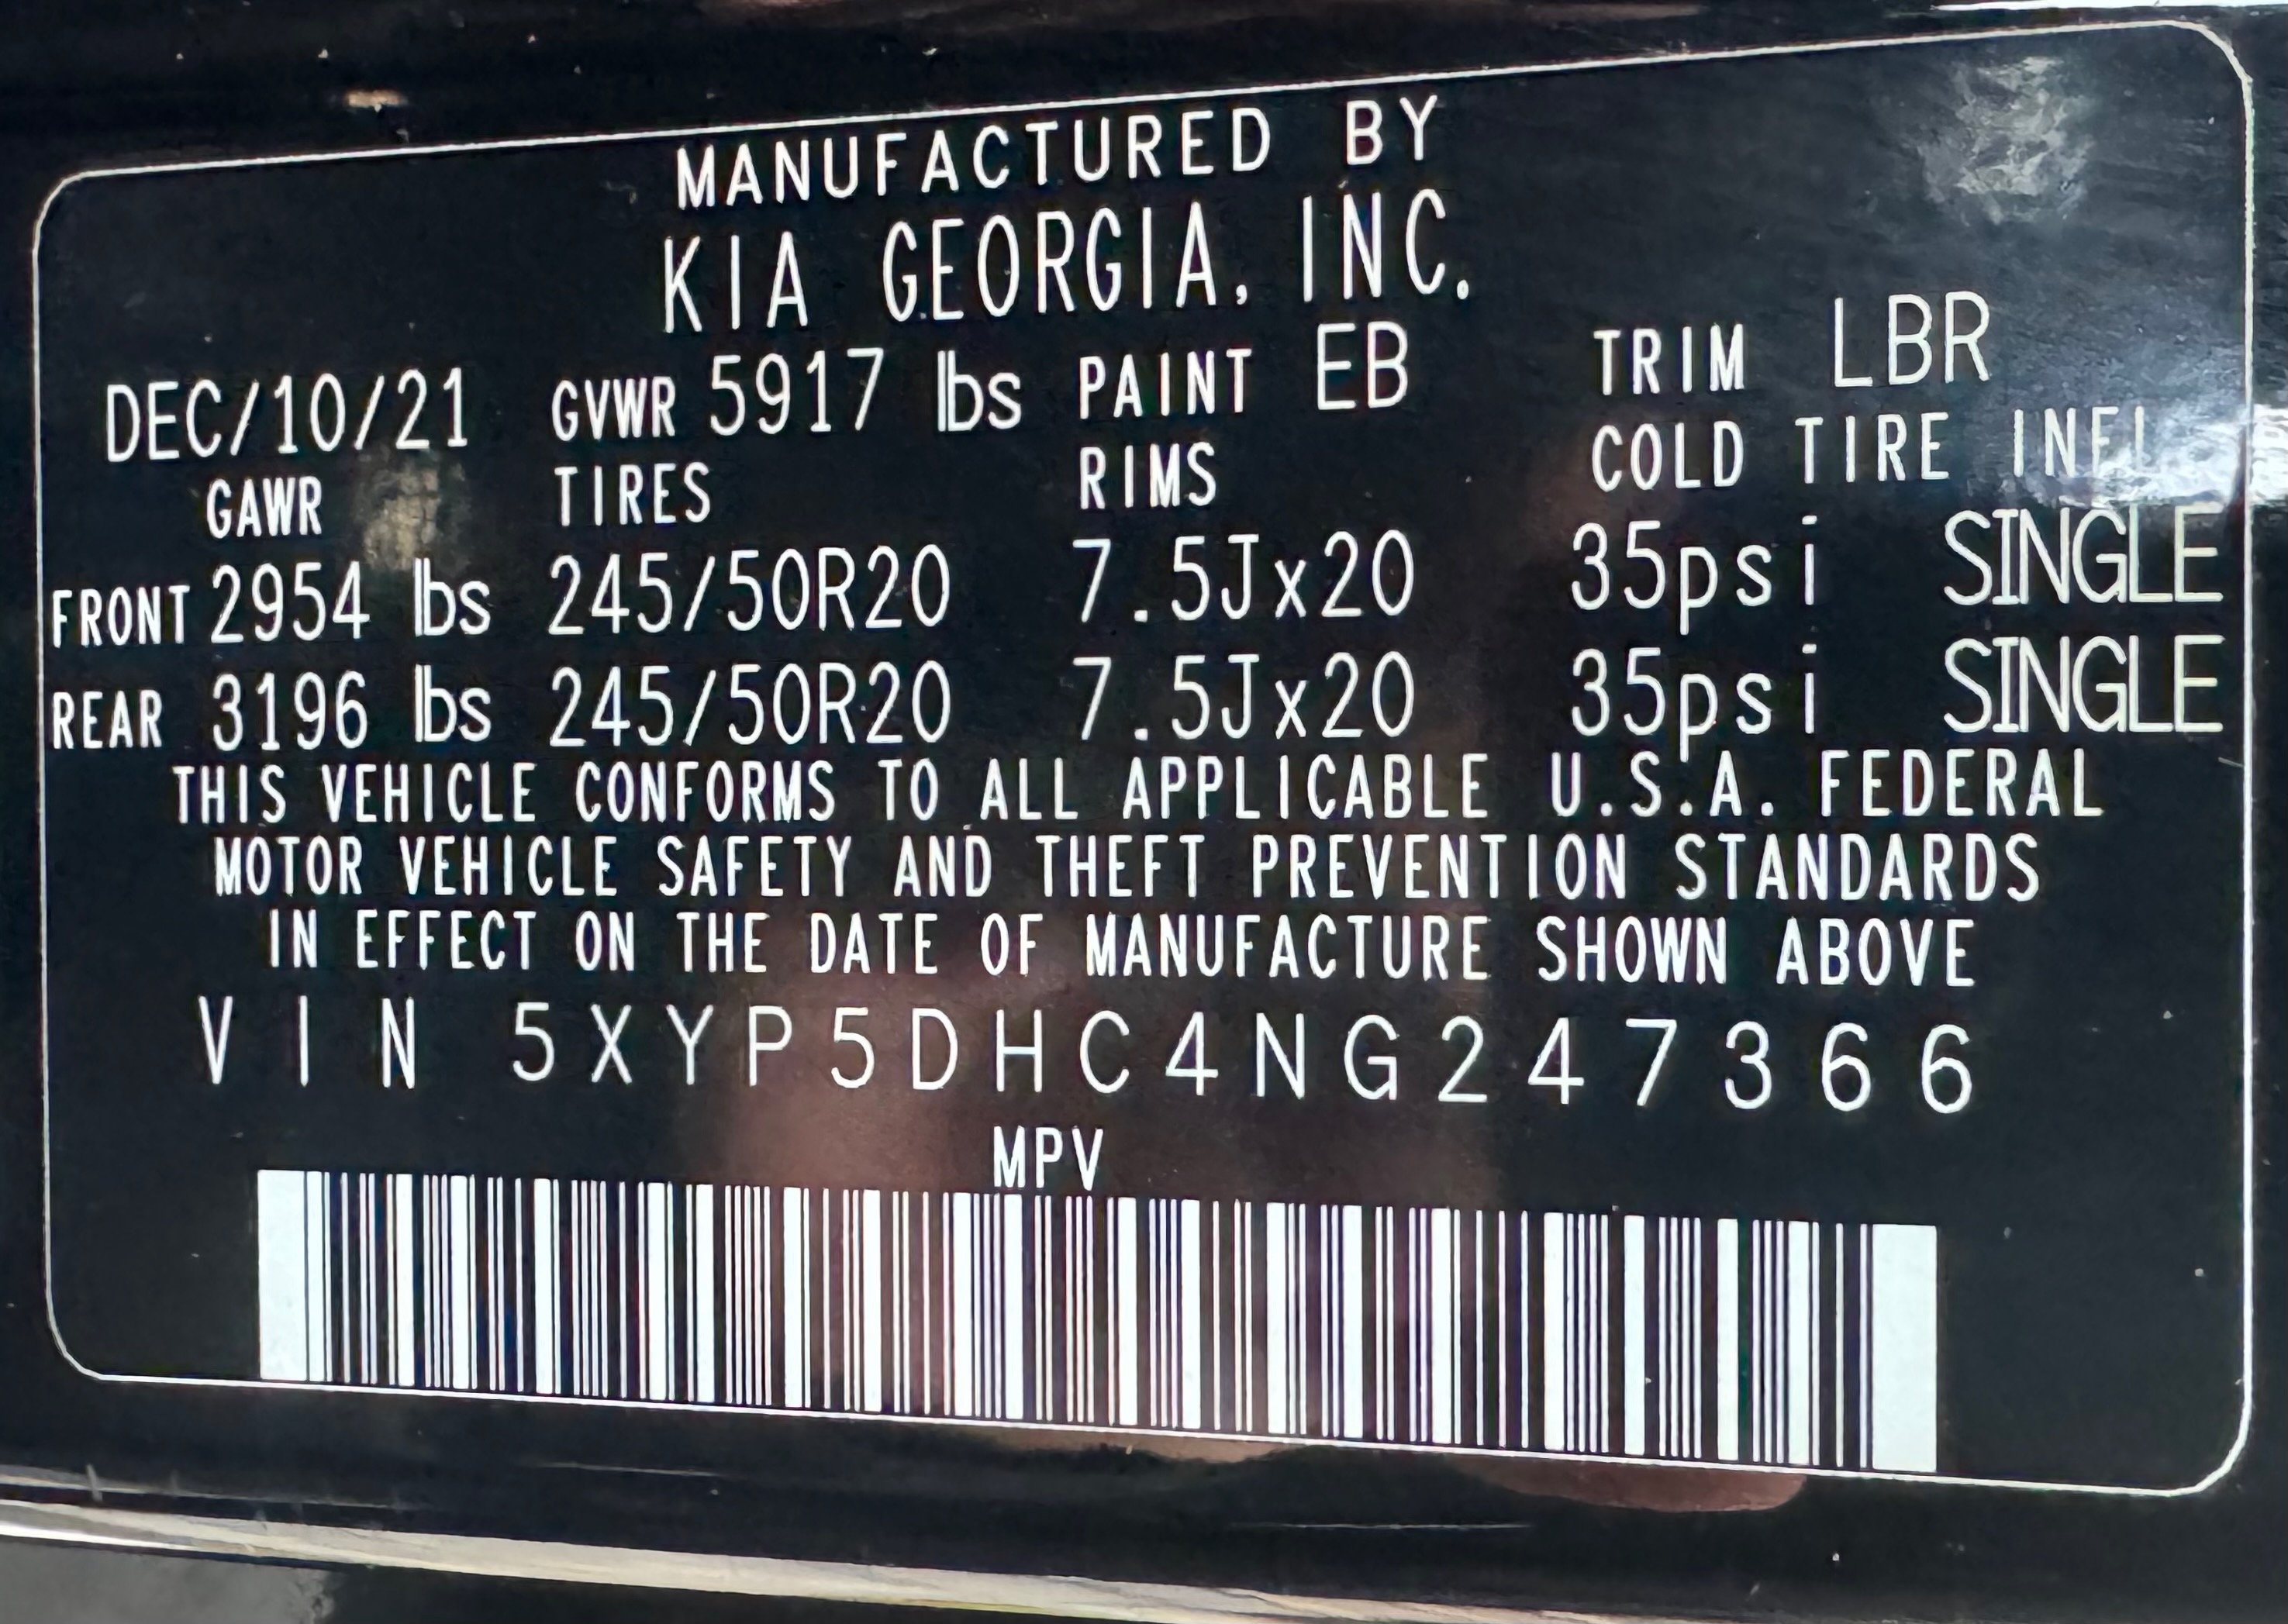 MANUFACTURED BY
KIA GEORGIA, INC.
DEC/10/21 GVWR 5917 lbs PAINT EB TRIM LBR
GAWR TIRES RIMS COLD TIRE INFL
FRONT 2954 lbs 245/50R20 7.5Jx20 35psi SINGLE
REAR 3196 lbs 245/50R20 7.5Jx20 35psi SINGLE
THIS VEHICLE CONFORMS TO ALL APPLICABLE U.S.A. FEDERAL
MOTOR VEHICLE SAFETY AND THEFT PREVENTION STANDARDS
IN EFFECT ON THE DATE OF MANUFACTURE SHOWN ABOVE
VIN 5XYP5DHC4NG247366
MPV